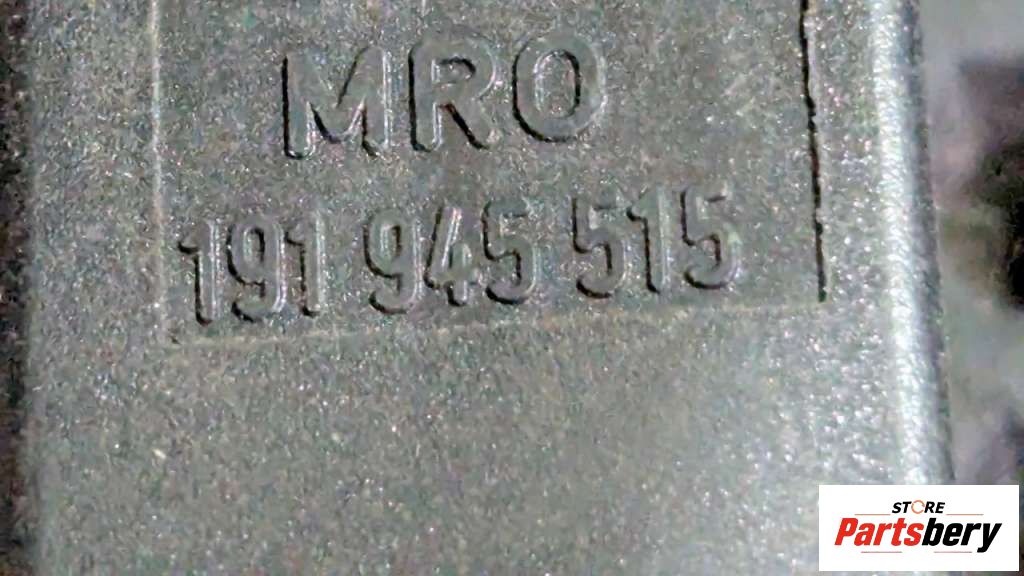 MRO
191 945 515
STORE
Partsbery